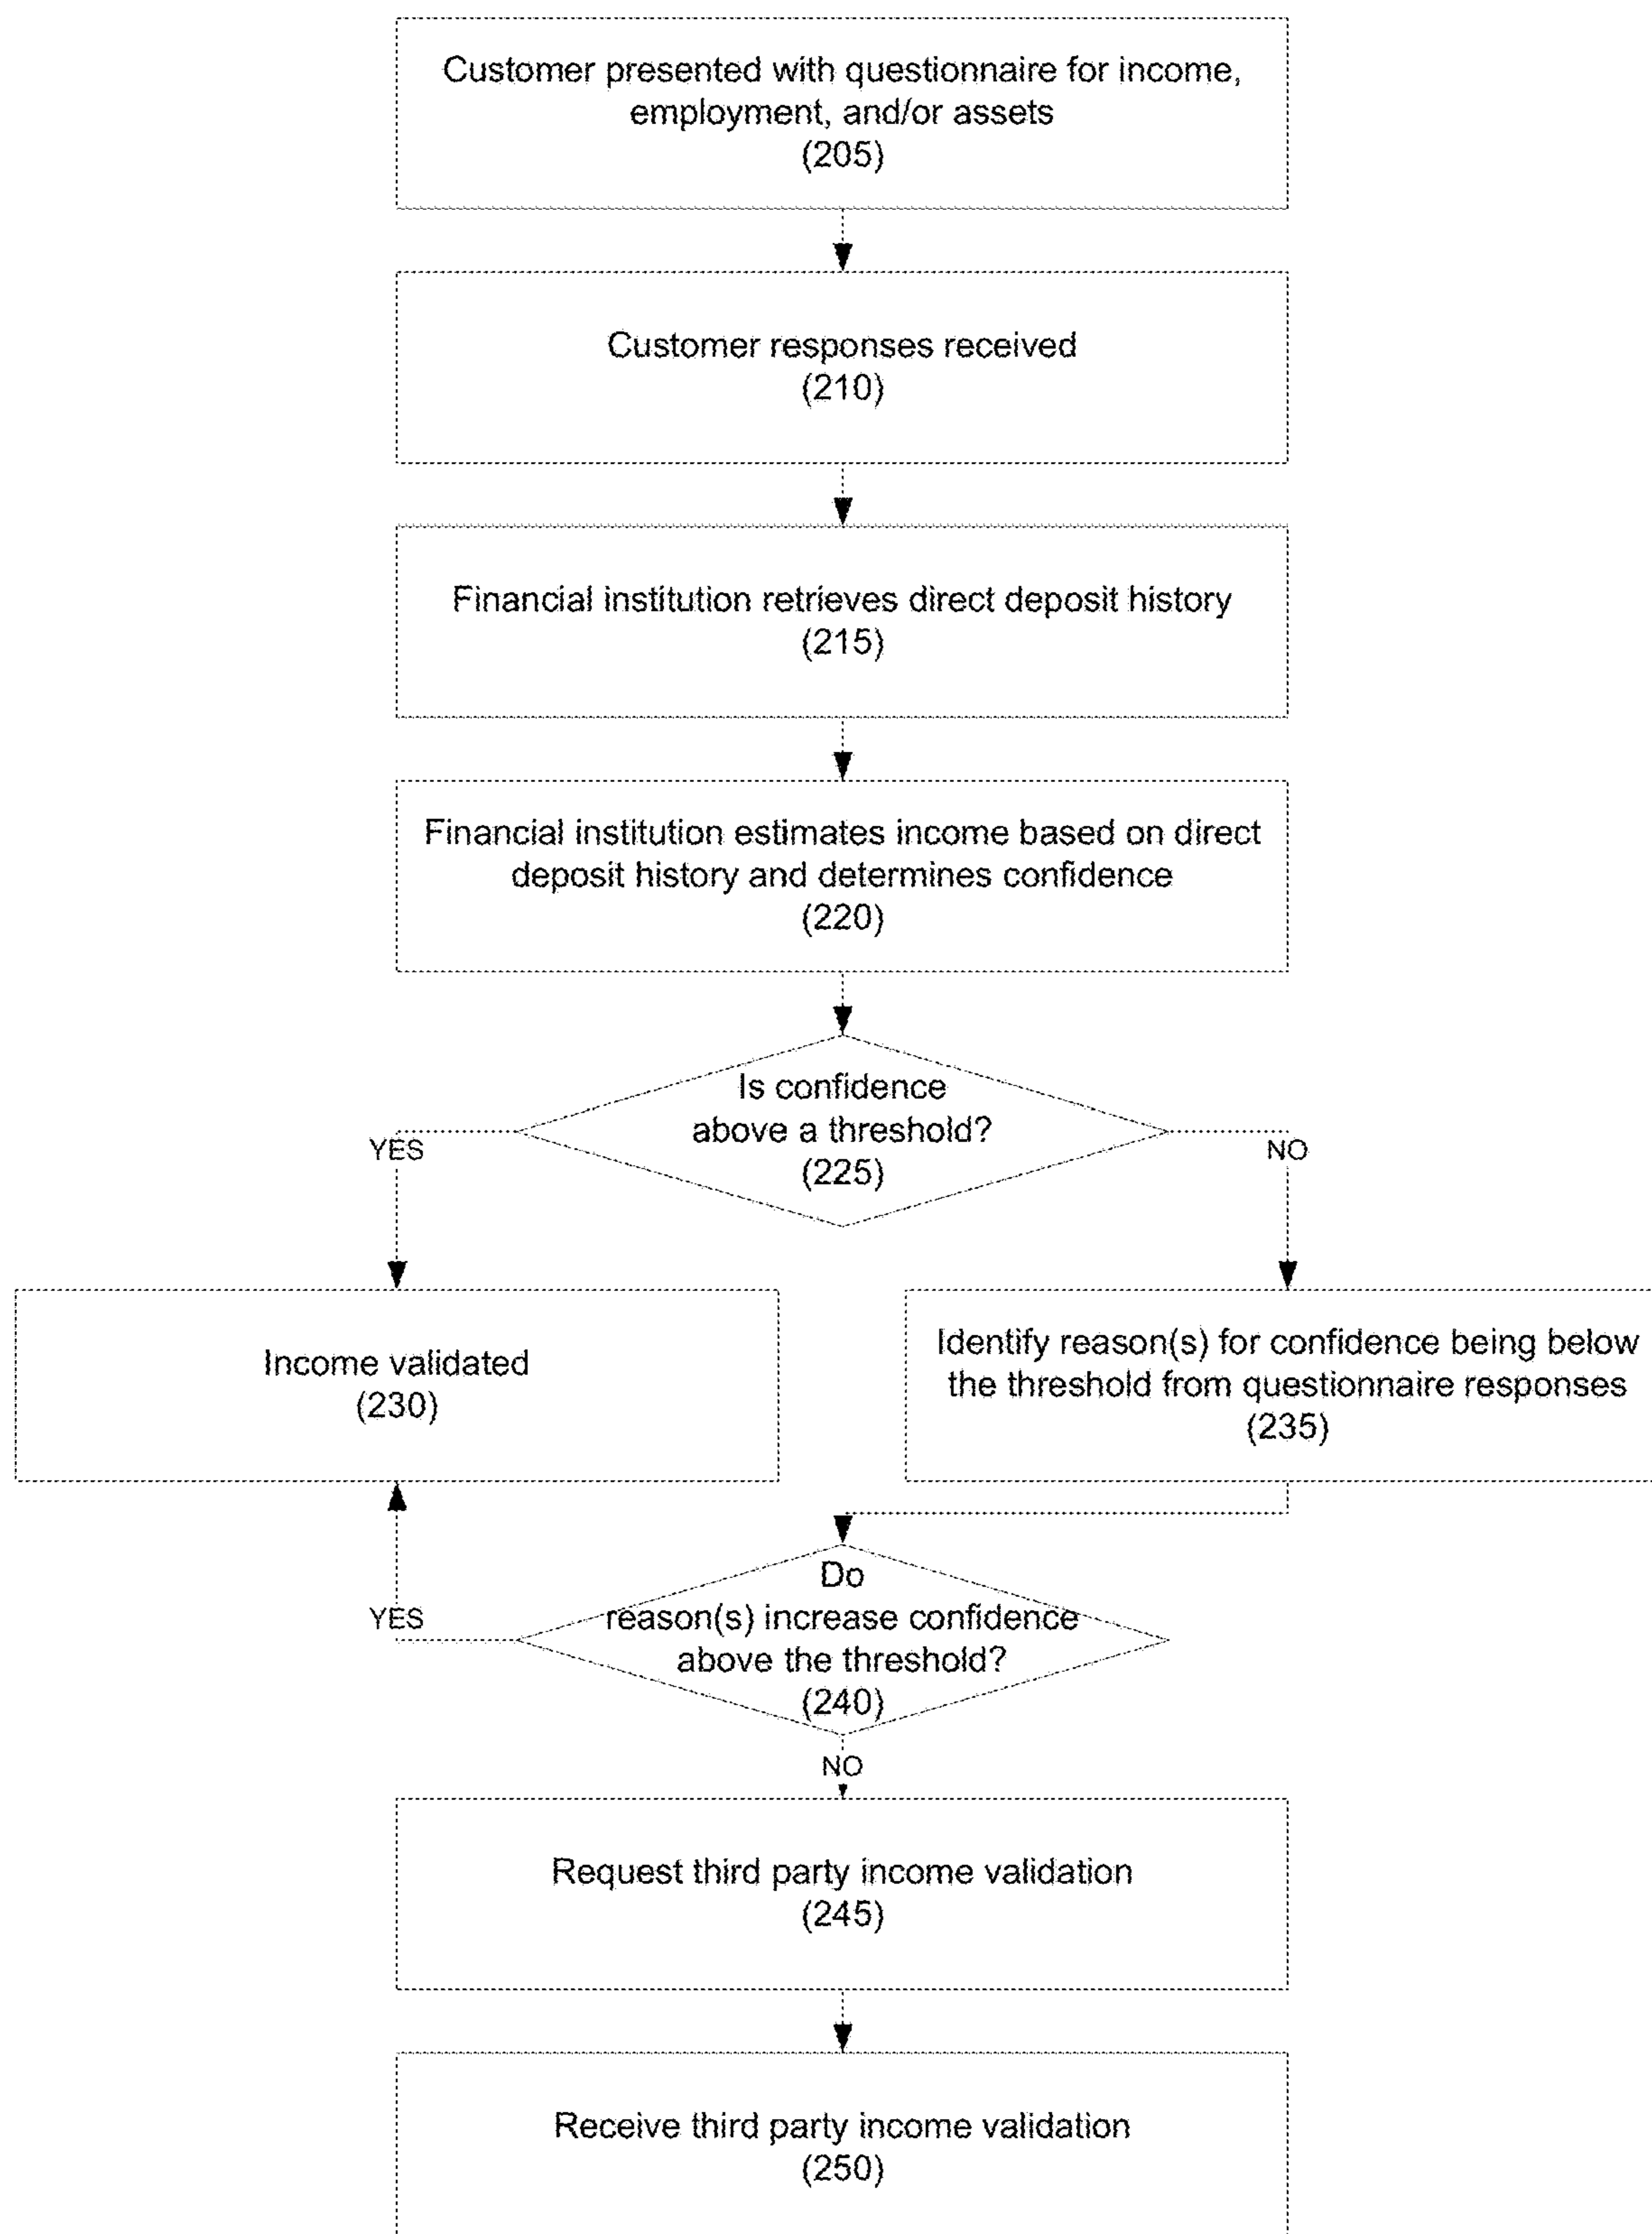 Customer presented with questionnaire for income,
employment, and/or assets
(205)
Customer responses received
(210)
Financial institution retrieves direct deposit history
(215)
Financial institution estimates income based on direct
deposit history and determines confidence
(220)
Is confidence
above a threshold?
(225)
YES
NO
Income validated
(230)
Identify reason(s) for confidence being below
the threshold from questionnaire responses
(235)
Do
reason(s) increase confidence
above the threshold?
(240)
YES
NO
Request third party income validation
(245)
Receive third party income validation
(250)